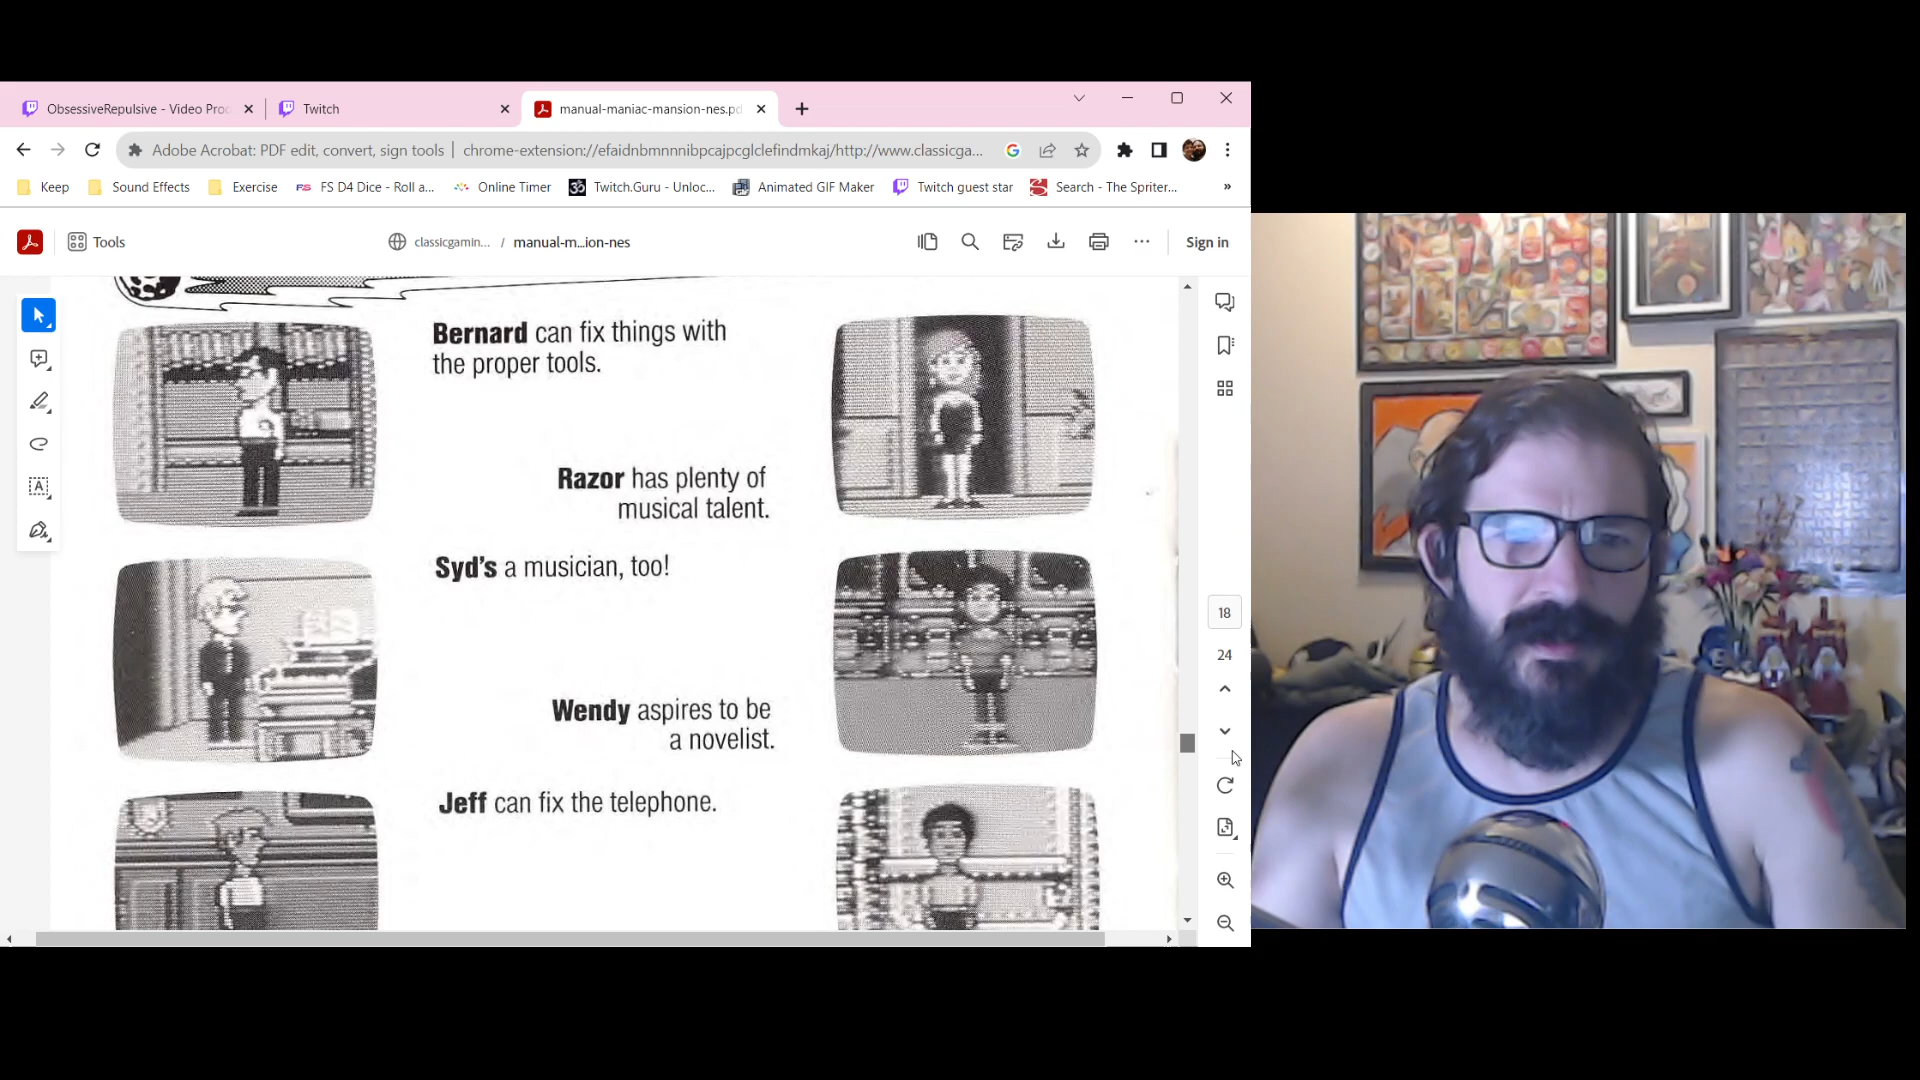 ObsessiveRepulsive - Video Proc
Twitch
manual-maniac-mansion-nes.pd
Adobe Acrobat: PDF edit, convert, sign tools | chrome-extension://efaidnbmnnnibpcajpcglclefindmkaj/http://www.classicga...
Keep
Sound Effects
Exercise
FS D4 Dice - Roll a...
Online Timer
Twitch.Guru - Unloc...
Animated GIF Maker
Twitch guest star
Search - The Spriter...
»
Tools
classicgamin... / manual-m...ion-nes
Sign in
Bernard can fix things with
the proper tools.
Razor has plenty of
musical talent.
Syd's a musician, too!
Wendy aspires to be
a novelist.
Jeff can fix the telephone.
18
24